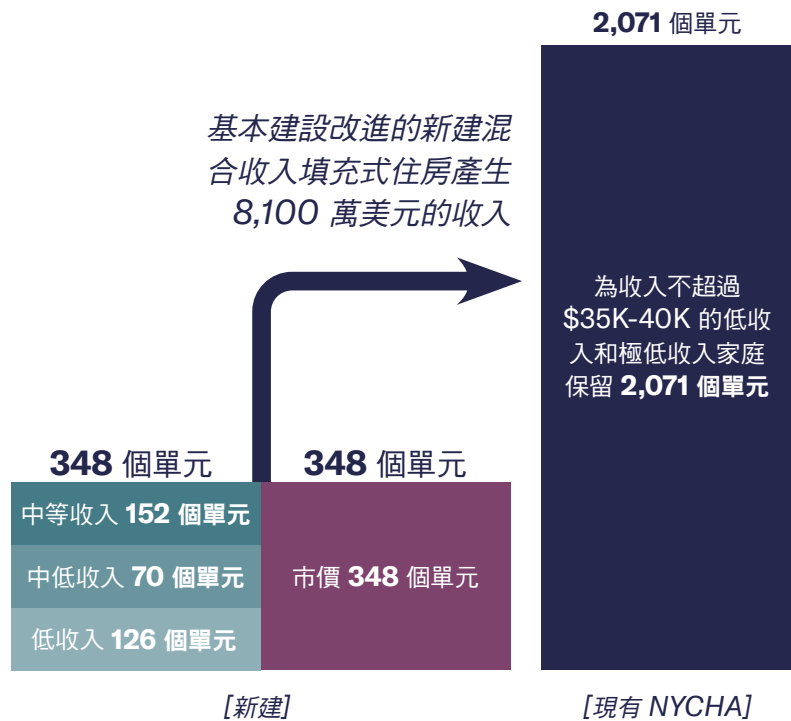 2,071 個單元
基本建設改進的新建混
合收入填充式住房產生
8,100 萬美元的收入
為收入不超過
$35K-40K 的低收
入和極低收入家庭
保留 2,071 個單元
348 個單元
348 個單元
中等收入 152 個單元
中低收入 70 個單元
低收入 126 個單元
市價 348 個單元
[新建]
[現有 NYCHA]